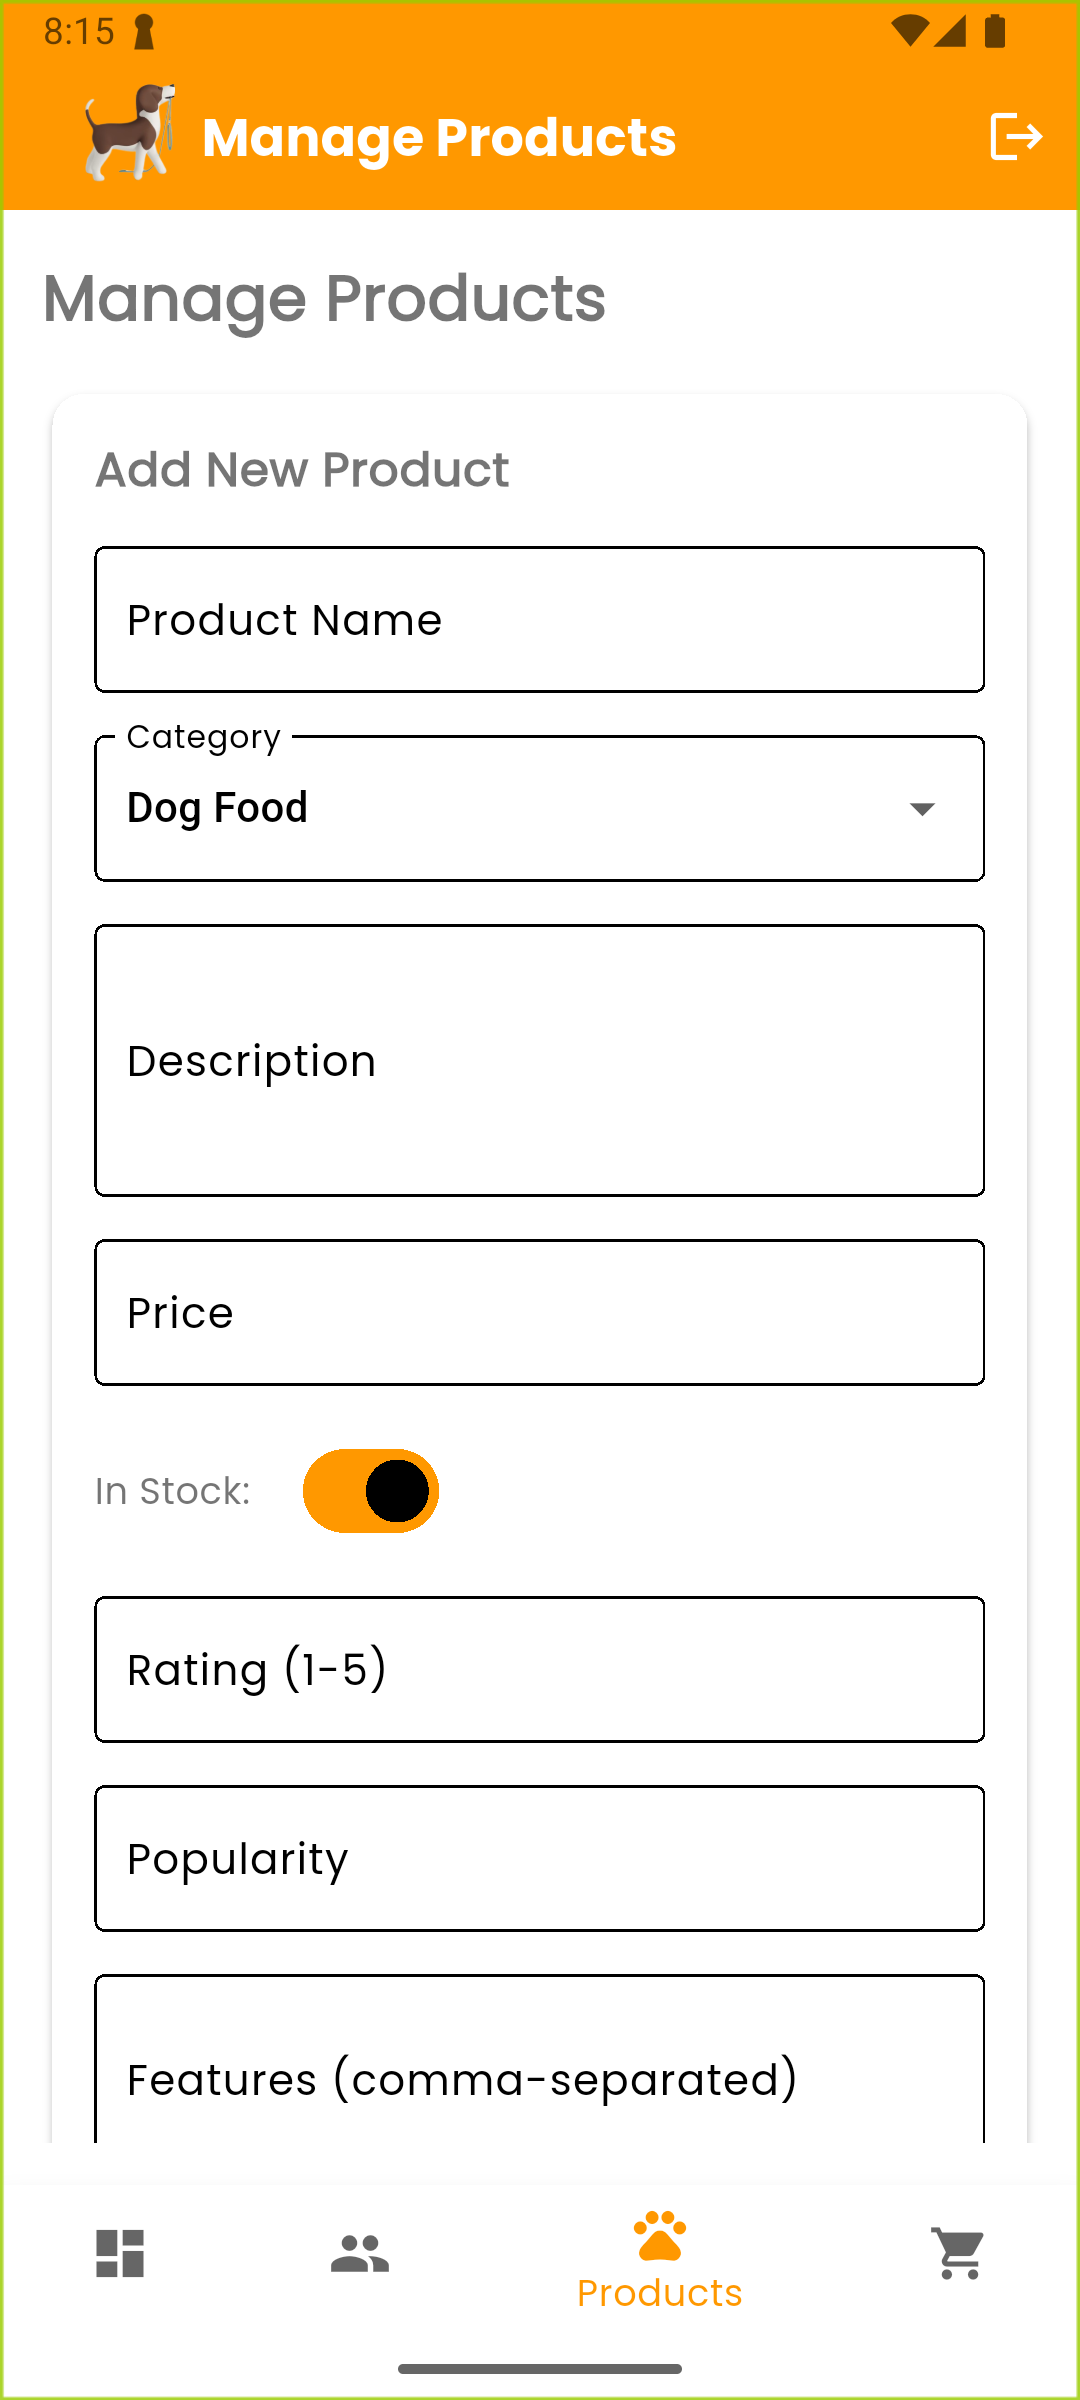 8:15
Manage Products
Manage Products
Add New Product
Product Name
Category
Dog Food
Description
Price
In Stock:
Rating (1-5)
Popularity
Features (comma-separated)
Products